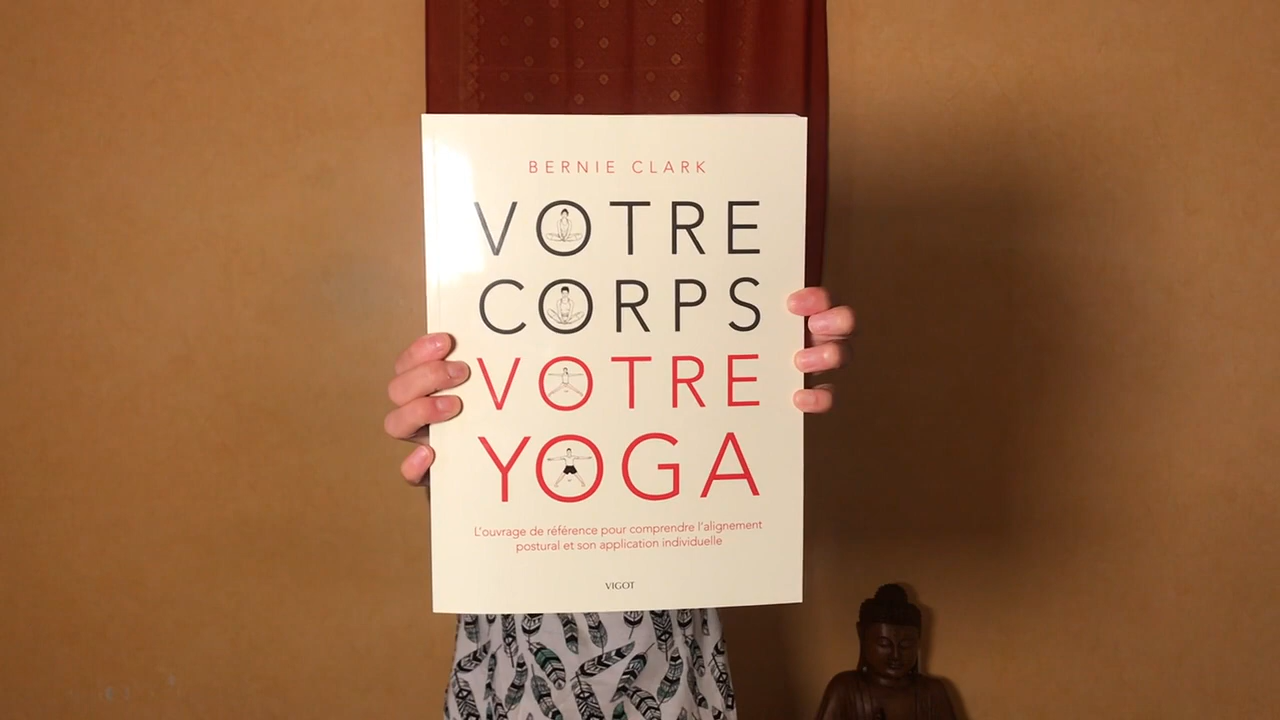 BERNIE CLARK
VOTRE
CORPS
VOTRE
YOGA
L'ouvrage de référence pour comprendre l'alignement
postural et son application individuelle
VIGOT